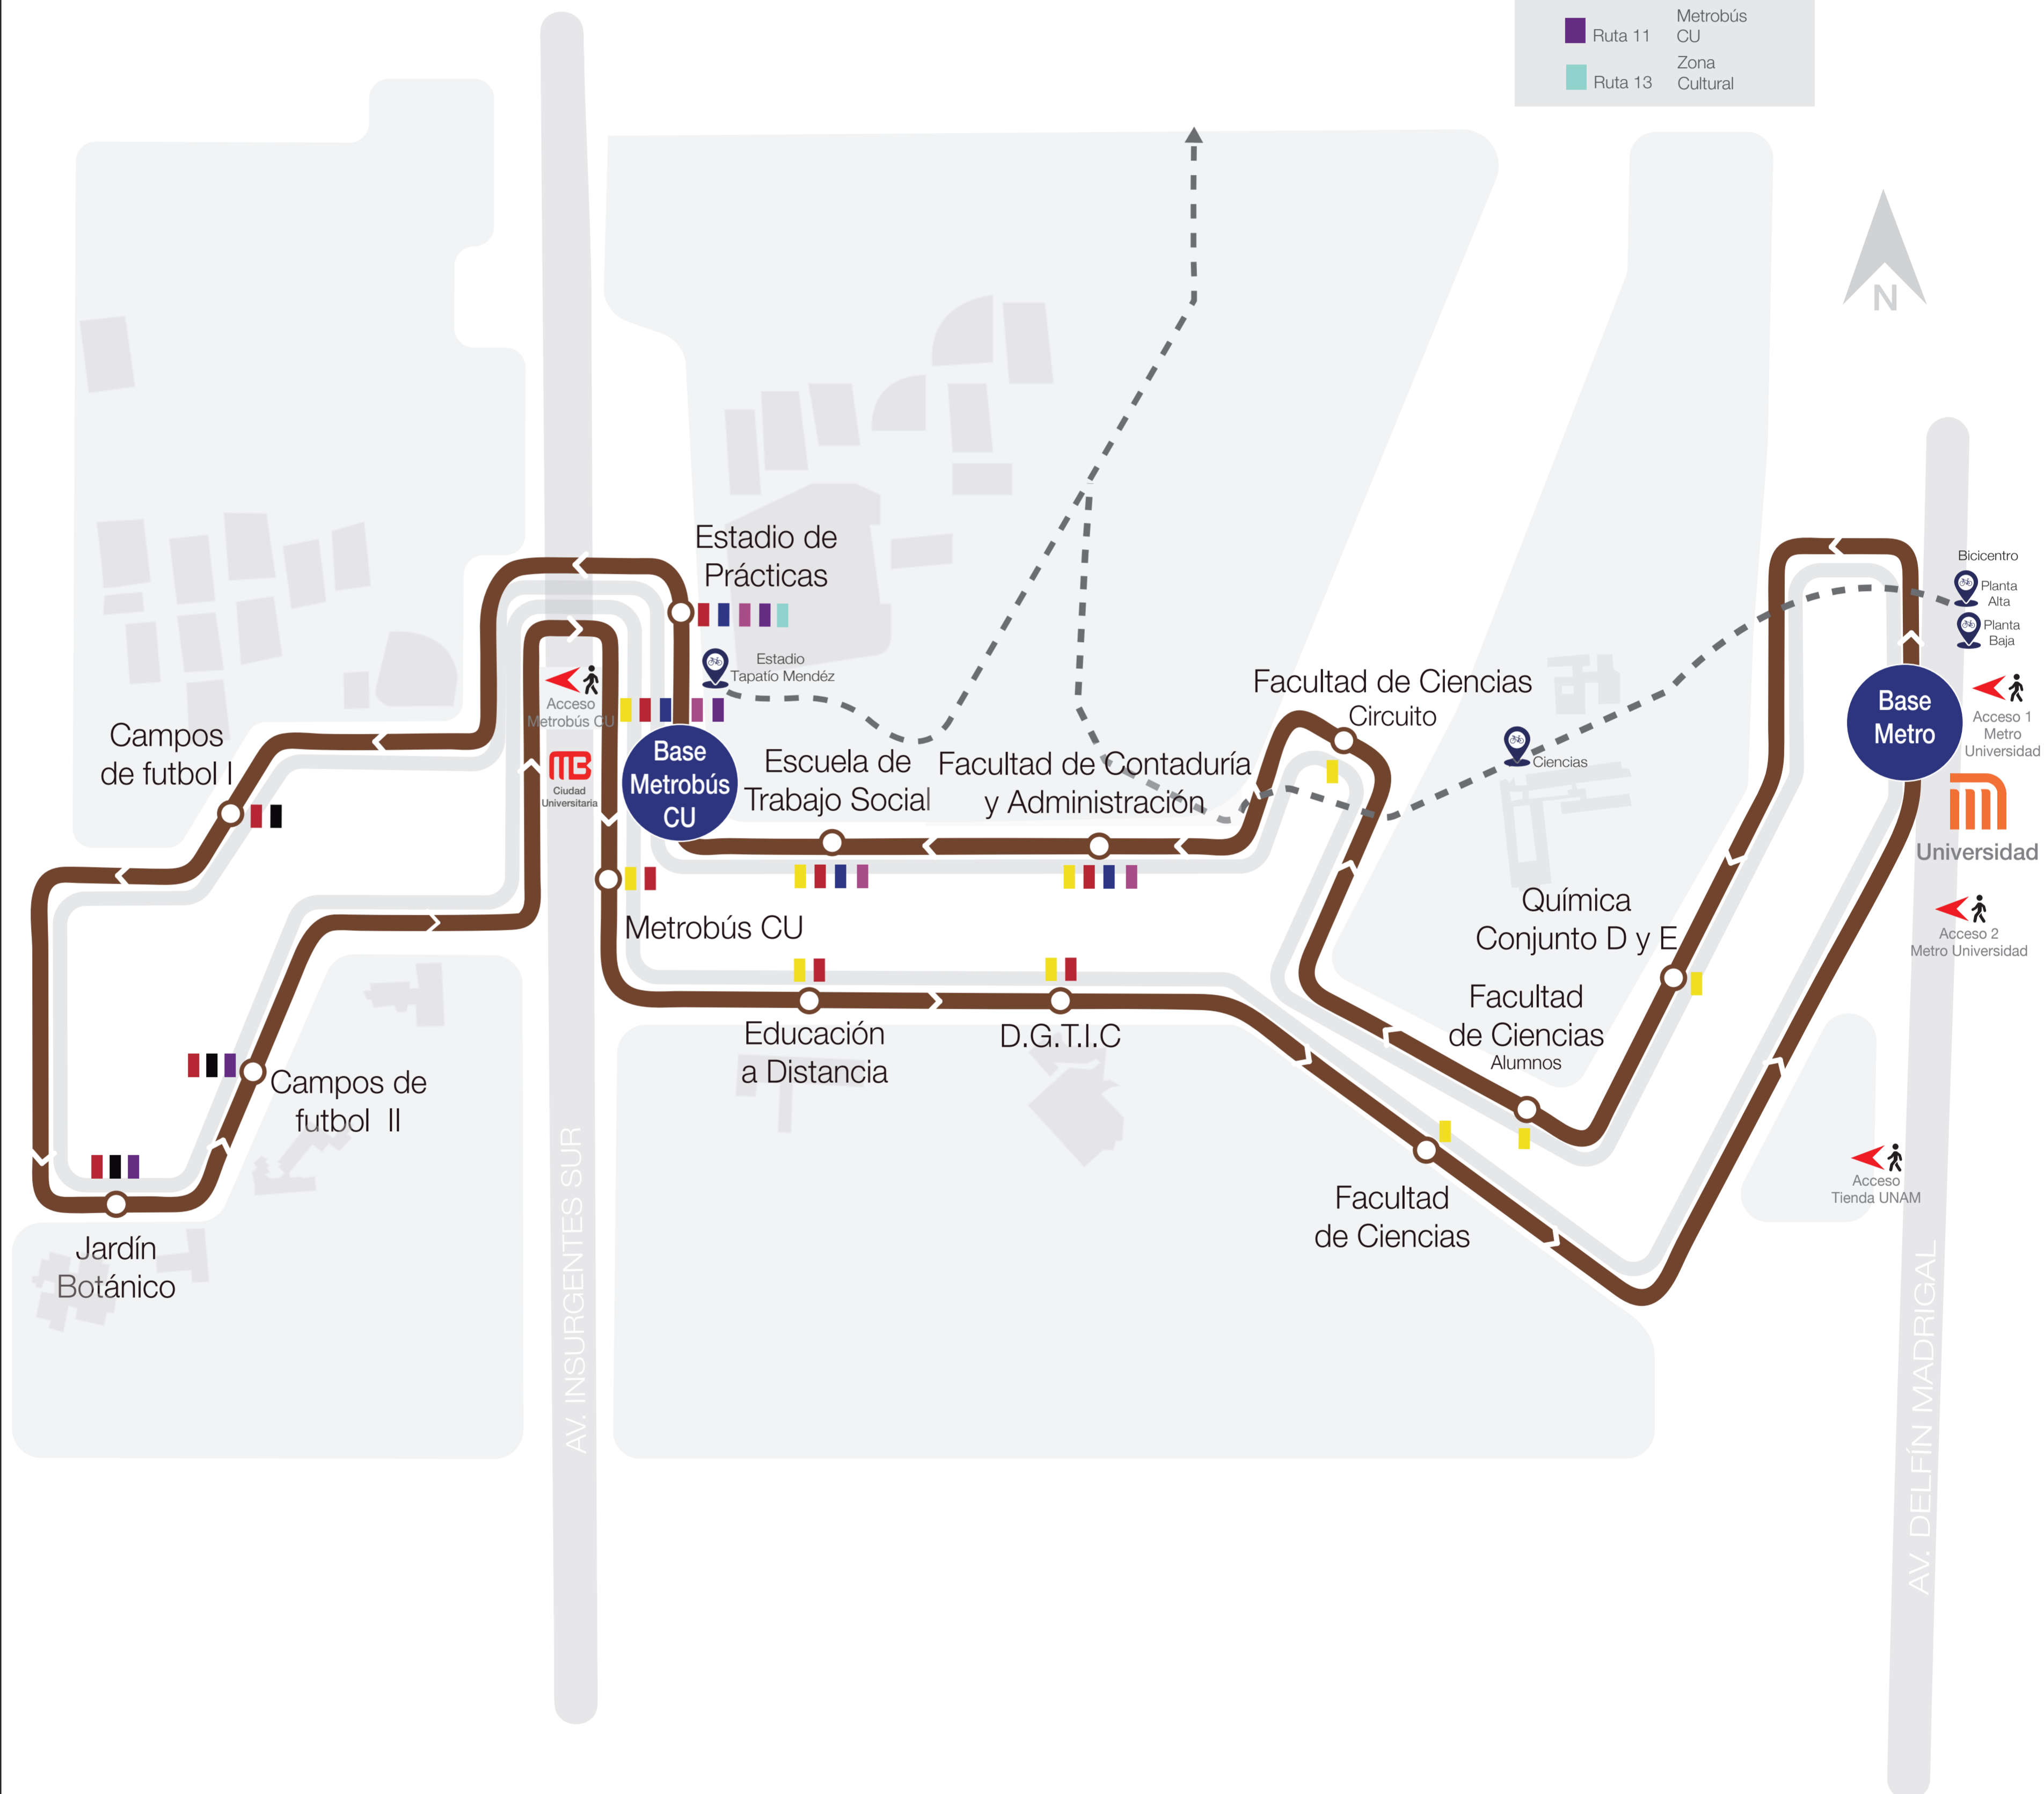 Metrobús
Ruta 11 CU
Zona
Ruta 13 Cultural
N
Estadio de
Prácticas
Bicicentro
Planta
Alta
Planta
Baja
Estadio
Tapatío Mendéz
Acceso
Metrobús CU
Facultad de Ciencias
Circuito
Base
Metro
Acceso 1
Metro
Universidad
Campos
de futbol I
Ciudad
Universitaria
Base
Metrobús
CU
Escuela de
Trabajo Social
Facultad de Contaduría
y Administración
Ciencias
Universidad
Metrobús CU
Química
Conjunto D y E
Acceso 2
Metro Universidad
Educación
a Distancia
D.G.T.I.C
Facultad
de Ciencias
Alumnos
Campos de
futbol II
Facultad
de Ciencias
Acceso
Tienda UNAM
Jardín
Botánico
AV. INSURGENTES SUR
AV. DELFÍN MADRIGAL